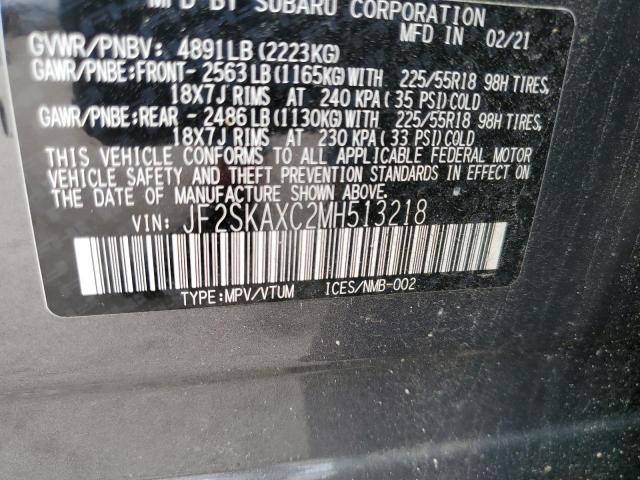 MFD BY SUBARU CORPORATION
GVWR/PNBV: 4891LB(2223KG) MFD IN 02/21
GAWR/PNBE:FRONT- 2563LB(1165KG)WITH 225/55R18 98H TIRES,
18X7J RIMS AT 240 KPA(35 PSI)COLD
GAWR/PNBE:REAR - 2486LB(1130KG)WITH 225/55R18 98H TIRES,
18X7J RIMS AT 230 KPA(33 PSI)COLD
THIS VEHICLE CONFORMS TO ALL APPLICABLE FEDERAL MOTOR
VEHICLE SAFETY AND THEFT PREVENTION STANDARDS IN EFFECT ON
THE DATE OF MANUFACTURE SHOWN ABOVE.
VIN: JF2SKAXC2MH513218
TYPE:MPV/VTUM ICES/NMB-002